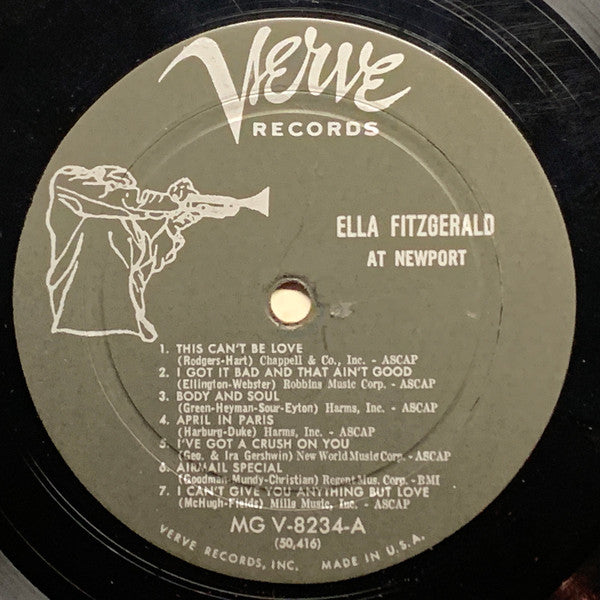 Verve
RECORDS
ELLA FITZGERALD
AT NEWPORT
1. THIS CAN'T BE LOVE
(Rodgers-Hart) Chappell & Co., Inc. - ASCAP
2. I GOT IT BAD AND THAT AIN'T GOOD
(Ellington-Webster) Robbins Music Corp. - ASCAP
3. BODY AND SOUL
(Green-Heyman-Sour-Eyton) Harms, Inc. - ASCAP
4. APRIL IN PARIS
(Harburg-Duke) Harms, Inc. - ASCAP
5. I'VE GOT A CRUSH ON YOU
(Geo. & Ira Gershwin) New World Music Corp. - ASCAP
6. AIRMAIL SPECIAL
(Goodman-Mundy-Christian) Regent Mus. Corp. - BMI
7. I CAN'T GIVE YOU ANYTHING BUT LOVE
(McHugh-Fields) Mills Music, Inc. - ASCAP
MG V-8234-A
(50,416)
VERVE RECORDS, INC. MADE IN U.S.A.